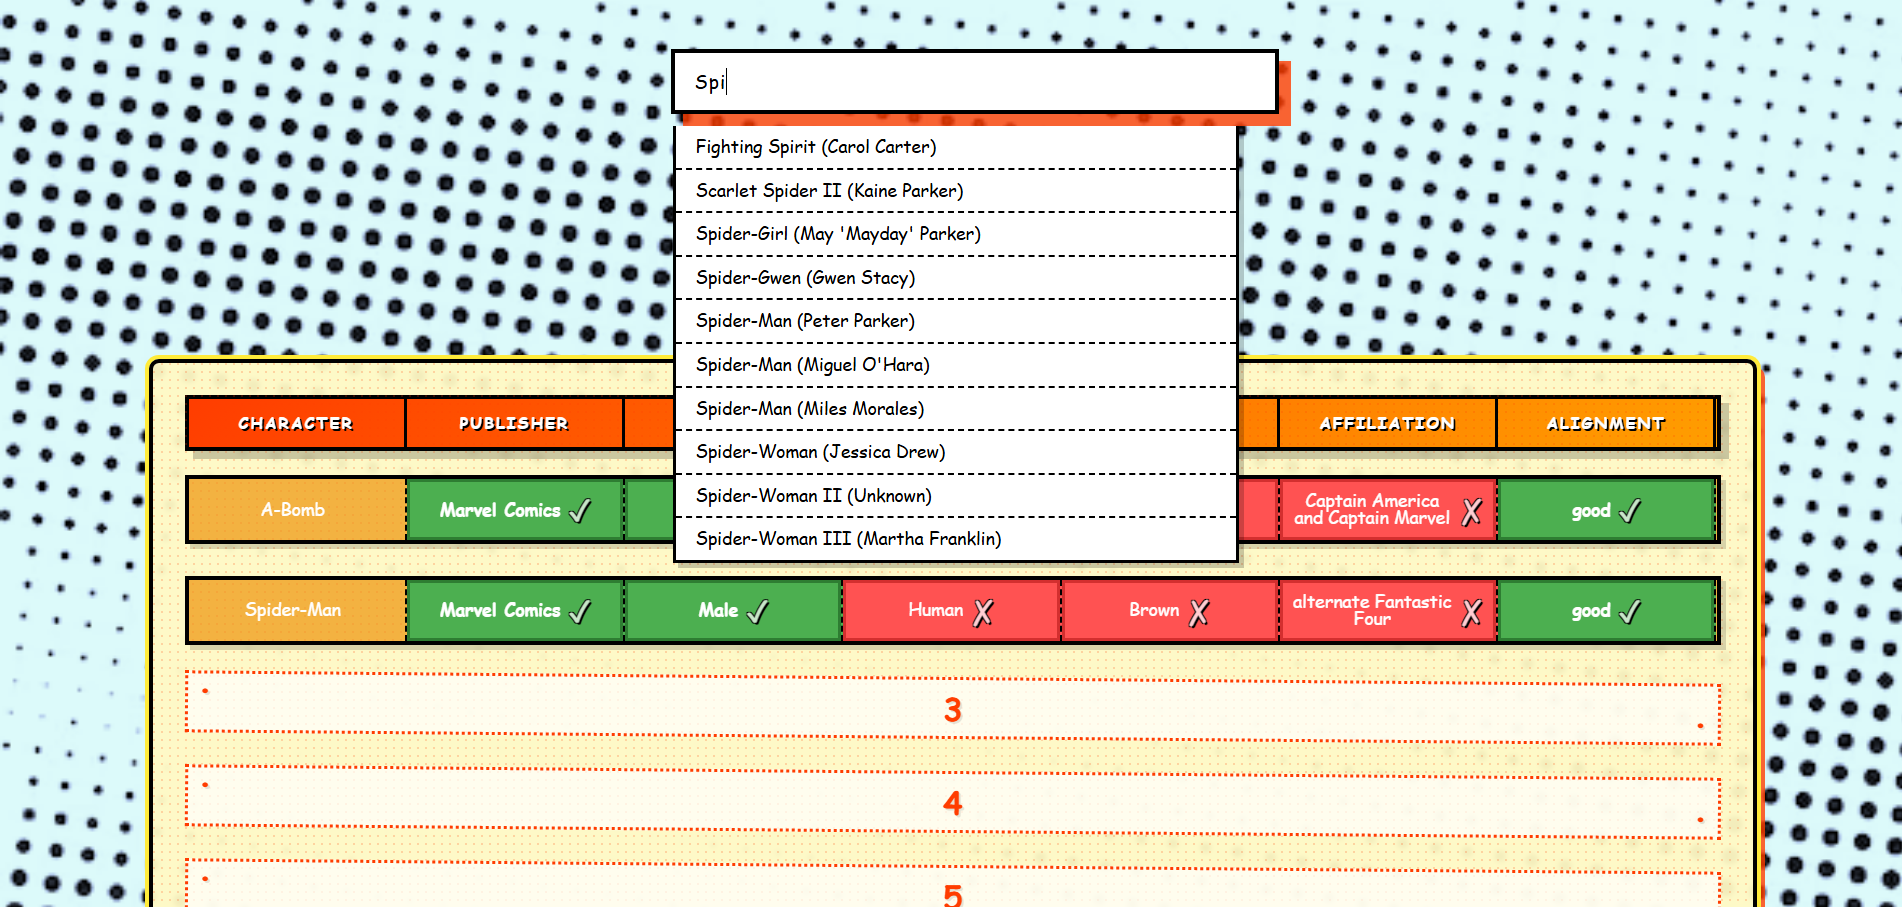 Spi
Fighting Spirit (Carol Carter)
Scarlet Spider II (Kaine Parker)
Spider-Girl (May 'Mayday' Parker)
Spider-Gwen (Gwen Stacy)
Spider-Man (Peter Parker)
Spider-Man (Miguel O'Hara)
Spider-Man (Miles Morales)
Spider-Woman (Jessica Drew)
Spider-Woman II (Unknown)
Spider-Woman III (Martha Franklin)
CHARACTER PUBLISHER AFFILIATION ALIGNMENT
A-Bomb Marvel Comics ✓ Captain America
and Captain Marvel ✗ good ✓
Spider-Man Marvel Comics ✓ Male ✓ Human ✗ Brown ✗ alternate Fantastic
Four ✗ good ✓
3
4
5